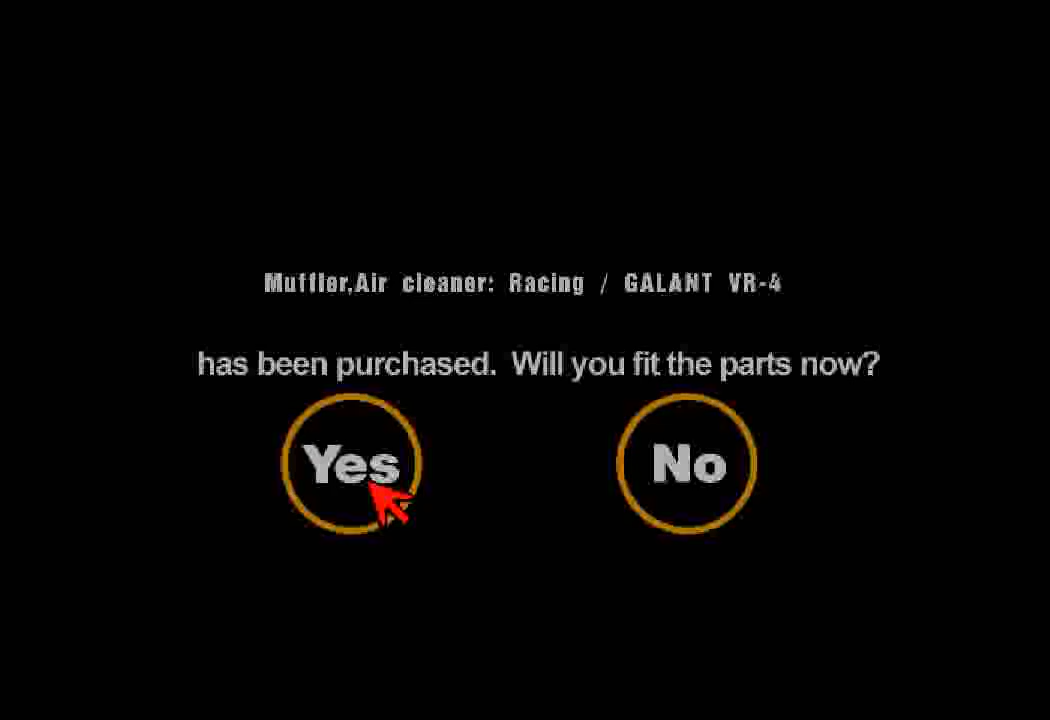 Muffler,Air cleaner: Racing / GALANT VR-4
has been purchased. Will you fit the parts now?
Yes No